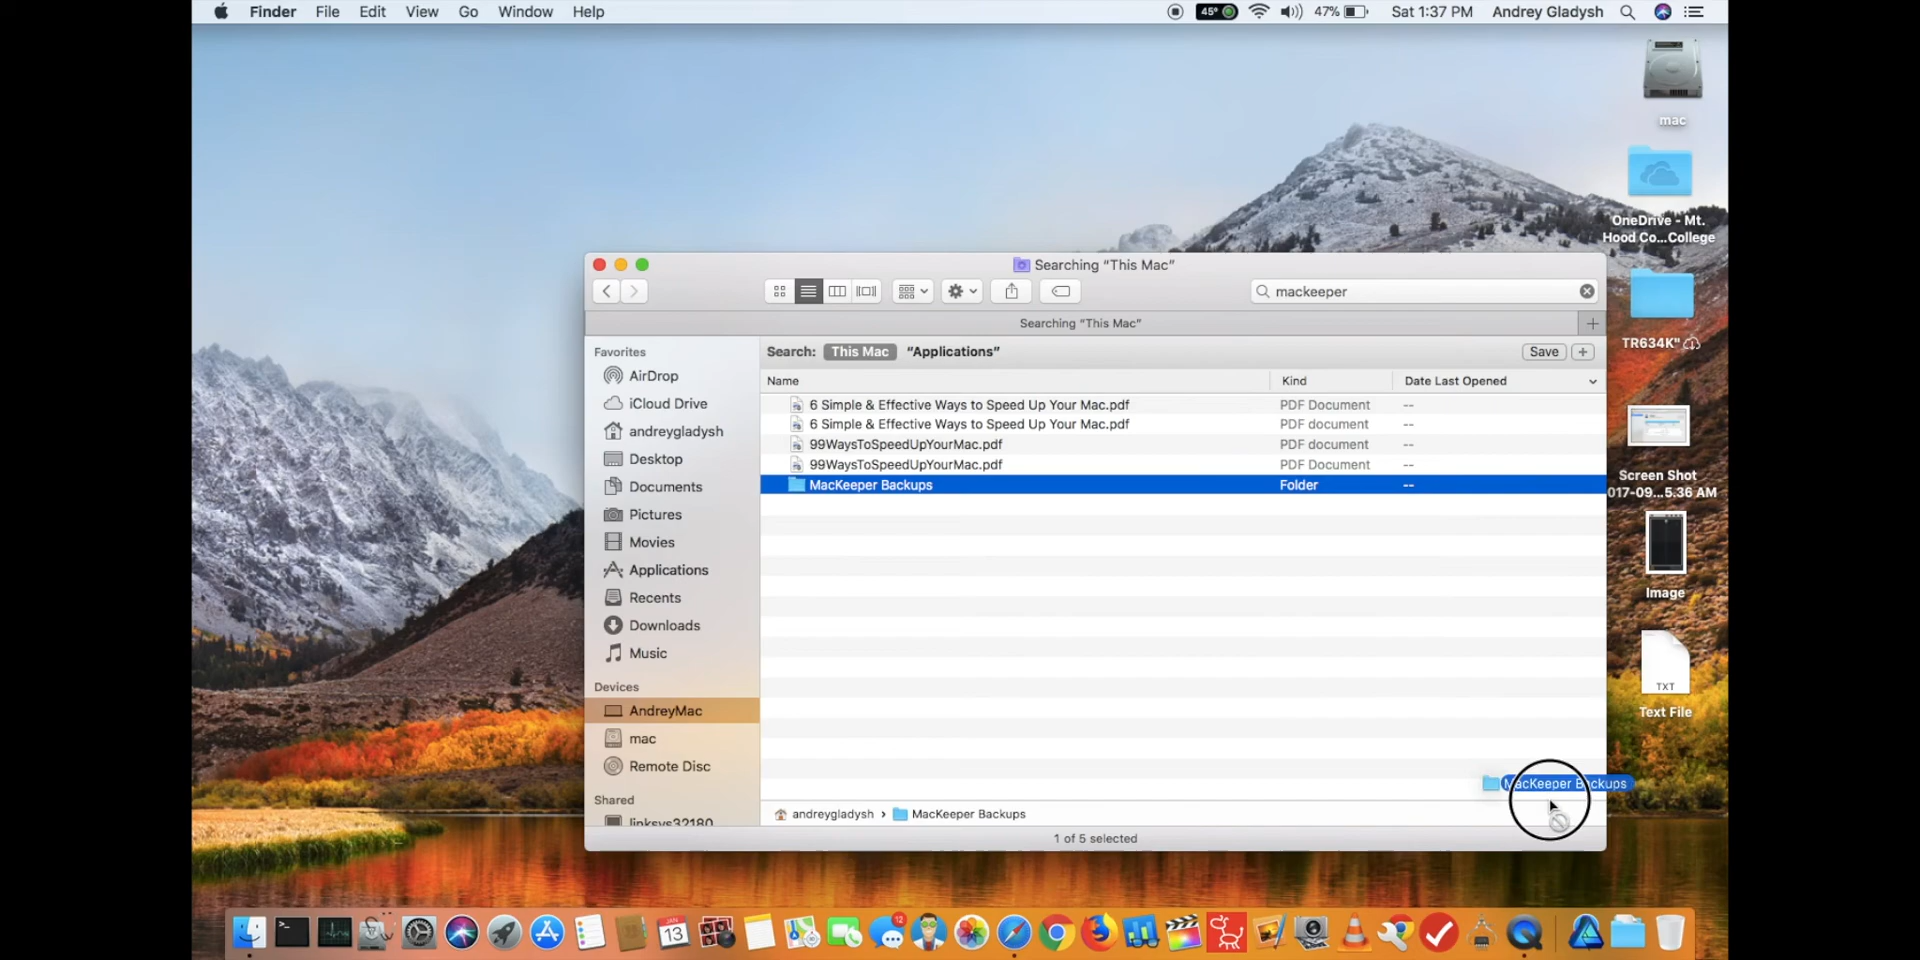 Finder File Edit View Go Window Help 45° 47% Sat 1:37 PM Andrey Gladysh
mac
OneDrive - Mt.
Hood Co...College
TR634K"
Screen Shot
017-09...5.36 AM
Image
TXT
Text File
Searching “This Mac”
mackeeper
Searching “This Mac”
Favorites
AirDrop
iCloud Drive
andreygladysh
Desktop
Documents
Pictures
Movies
Applications
Recents
Downloads
Music
Devices
AndreyMac
mac
Remote Disc
Shared
linksys32180
Search: This Mac “Applications” Save
Name Kind Date Last Opened
6 Simple & Effective Ways to Speed Up Your Mac.pdf PDF Document --
6 Simple & Effective Ways to Speed Up Your Mac.pdf PDF document --
99WaysToSpeedUpYourMac.pdf PDF document --
99WaysToSpeedUpYourMac.pdf PDF Document --
MacKeeper Backups Folder --
MacKeeper Backups
andreygladysh › MacKeeper Backups
1 of 5 selected
JAN
13
12